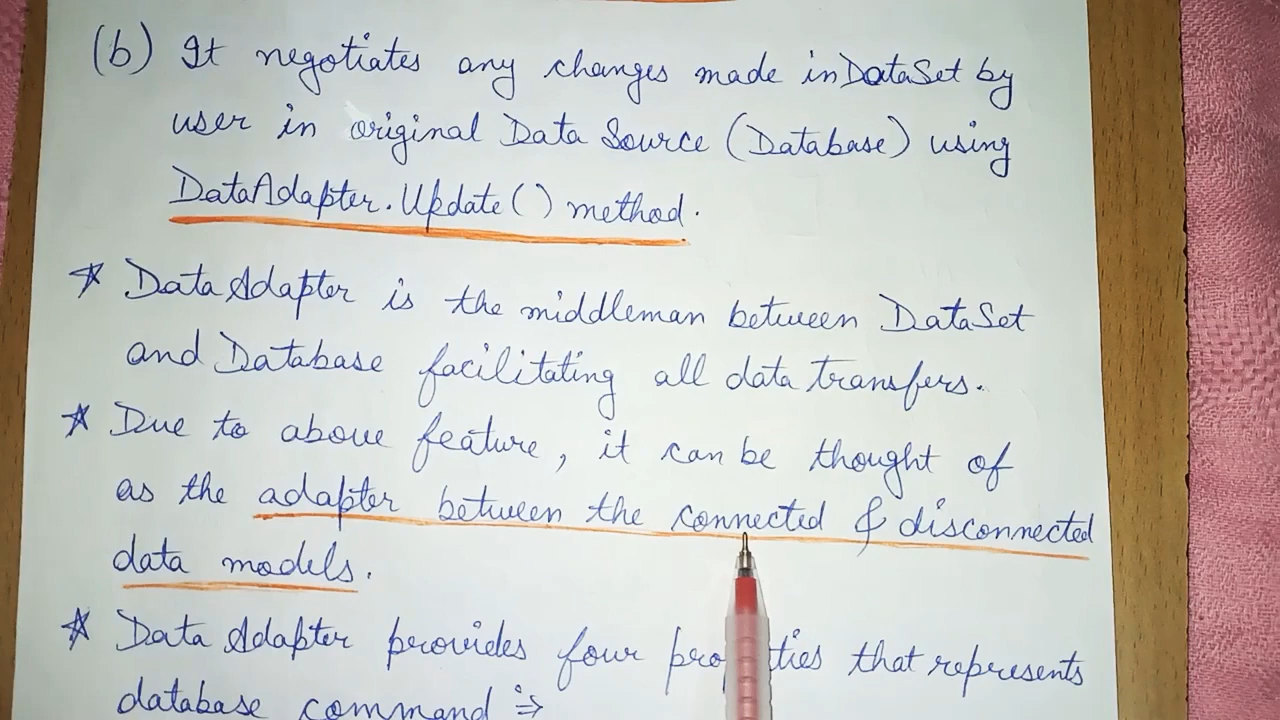 (b) It negotiates any changes made in DataSet by
user in original Data Source (Database) using
DataAdapter.Update() method.
* DataAdapter is the middleman between DataSet
and Database facilitating all data transfers.
* Due to above feature, it can be thought of
as the adapter between the connected & disconnected
data models.
* Data Adapter provides four that represents
database command :⇒